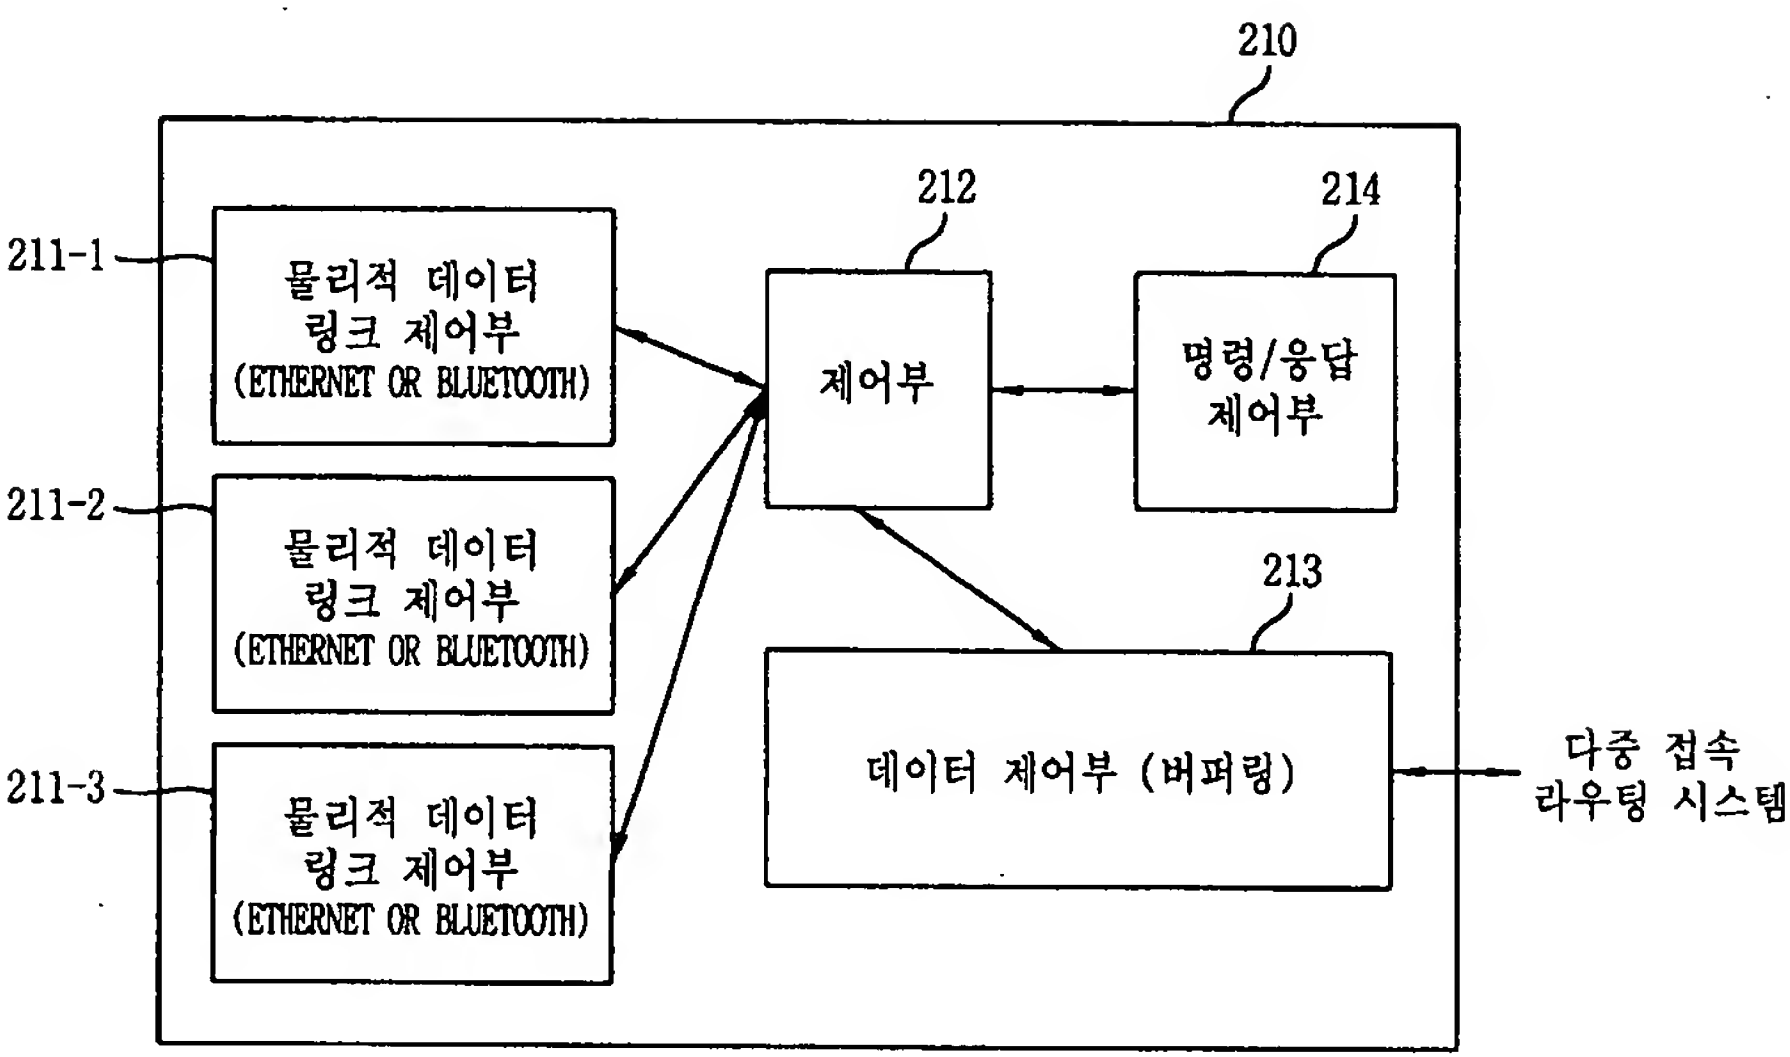 210
212
214
211-1
물리적 데이터
링크 제어부
(ETHERNET OR BLUETOOTH)
제어부
명령/응답
제어부
211-2
물리적 데이터
링크 제어부
(ETHERNET OR BLUETOOTH)
213
211-3
물리적 데이터
링크 제어부
(ETHERNET OR BLUETOOTH)
데이터 제어부 (버퍼링)
다중 접속
라우팅 시스템